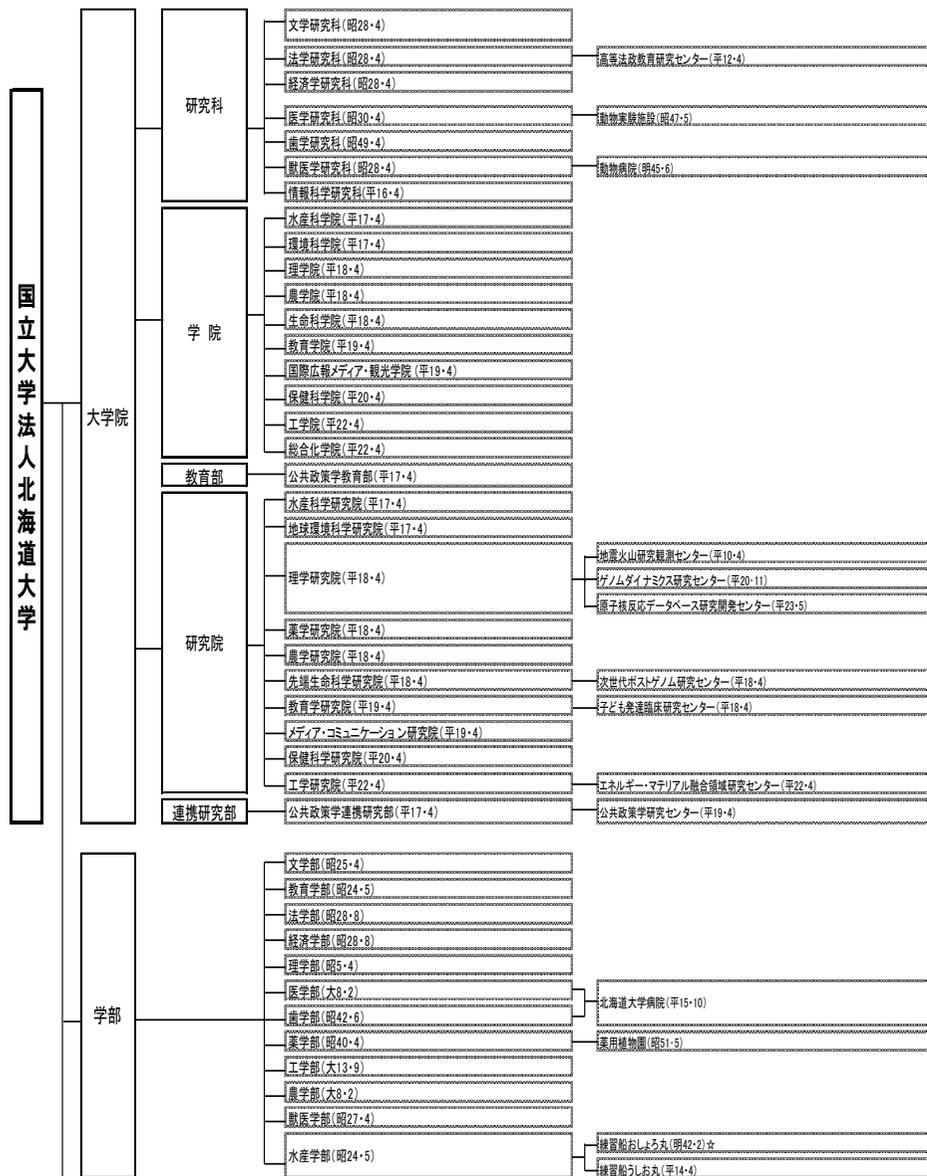 国立大学法人北海道大学
大学院
研究科
文学研究科(昭28・4)
法学研究科(昭28・4)
高等法政教育研究センター(平12・4)
経済学研究科(昭28・4)
医学研究科(昭30・4)
動物実験施設(昭47・5)
歯学研究科(昭49・4)
獣医学研究科(昭28・4)
動物病院(明45・6)
情報科学研究科(平16・4)
学 院
水産科学院(平17・4)
環境科学院(平17・4)
理学院(平18・4)
農学院(平18・4)
生命科学院(平18・4)
教育学院(平19・4)
国際広報メディア・観光学院(平19・4)
保健科学院(平20・4)
工学院(平22・4)
総合化学院(平22・4)
教育部
公共政策学教育部(平17・4)
研究院
水産科学研究院(平17・4)
地球環境科学研究院(平17・4)
理学研究院(平18・4)
地震火山研究観測センター(平10・4)
ゲノムダイナミクス研究センター(平20・11)
原子核反応データベース研究開発センター(平23・5)
薬学研究院(平18・4)
農学研究院(平18・4)
先端生命科学研究院(平18・4)
次世代ポストゲノム研究センター(平18・4)
教育学研究院(平19・4)
子ども発達臨床研究センター(平18・4)
メディア・コミュニケーション研究院(平19・4)
保健科学研究院(平20・4)
工学研究院(平22・4)
エネルギー・マテリアル融合領域研究センター(平22・4)
連携研究部
公共政策学連携研究部(平17・4)
公共政策学研究センター(平19・4)
学部
文学部(昭25・4)
教育学部(昭24・5)
法学部(昭28・8)
経済学部(昭28・8)
理学部(昭5・4)
医学部(大8・2)
北海道大学病院(平15・10)
歯学部(昭42・6)
薬学部(昭40・4)
薬用植物園(昭51・5)
工学部(大13・9)
農学部(大8・2)
獣医学部(昭27・4)
水産学部(昭24・5)
練習船おしょろ丸(明42・2)☆
練習船うしお丸(平14・4)